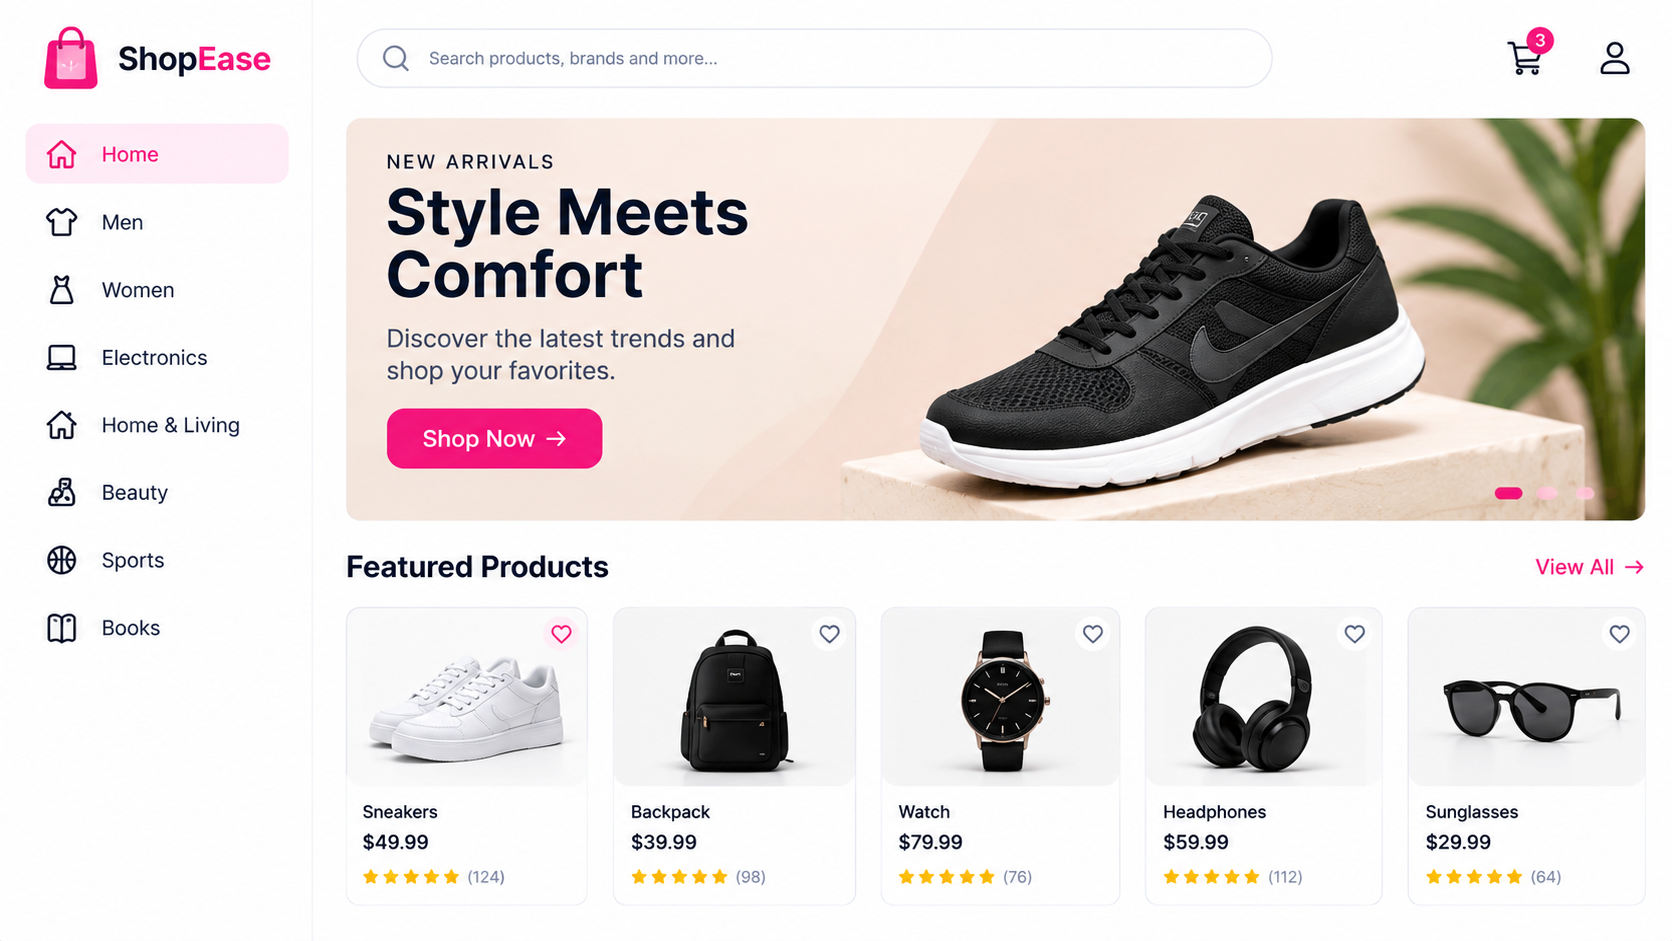 ShopEase
Search products, brands and more...
3
Home
Men
Women
Electronics
Home & Living
Beauty
Sports
Books
NEW ARRIVALS
Style Meets
Comfort
Discover the latest trends and
shop your favorites.
Shop Now →
Featured Products
View All →
Sneakers
$49.99
(124)
Backpack
$39.99
(98)
Watch
$79.99
(76)
Headphones
$59.99
(112)
Sunglasses
$29.99
(64)